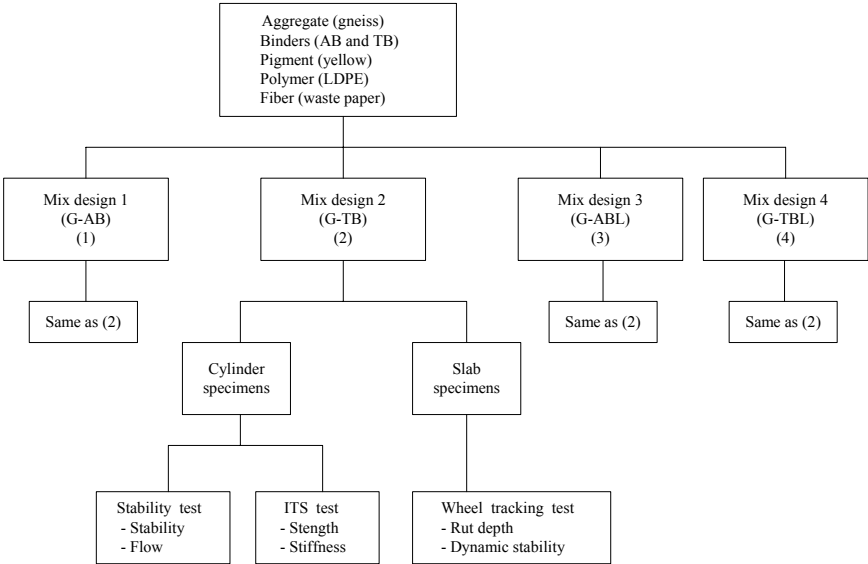 Aggregate (gneiss)
Binders (AB and TB)
Pigment (yellow)
Polymer (LDPE)
Fiber (waste paper)
Mix design 1
(G-AB)
(1)
Mix design 2
(G-TB)
(2)
Mix design 3
(G-ABL)
(3)
Mix design 4
(G-TBL)
(4)
Same as (2)
Same as (2)
Same as (2)
Cylinder
specimens
Slab
specimens
Stability test
- Stability
- Flow
ITS test
- Stength
- Stiffness
Wheel tracking test
- Rut depth
- Dynamic stability